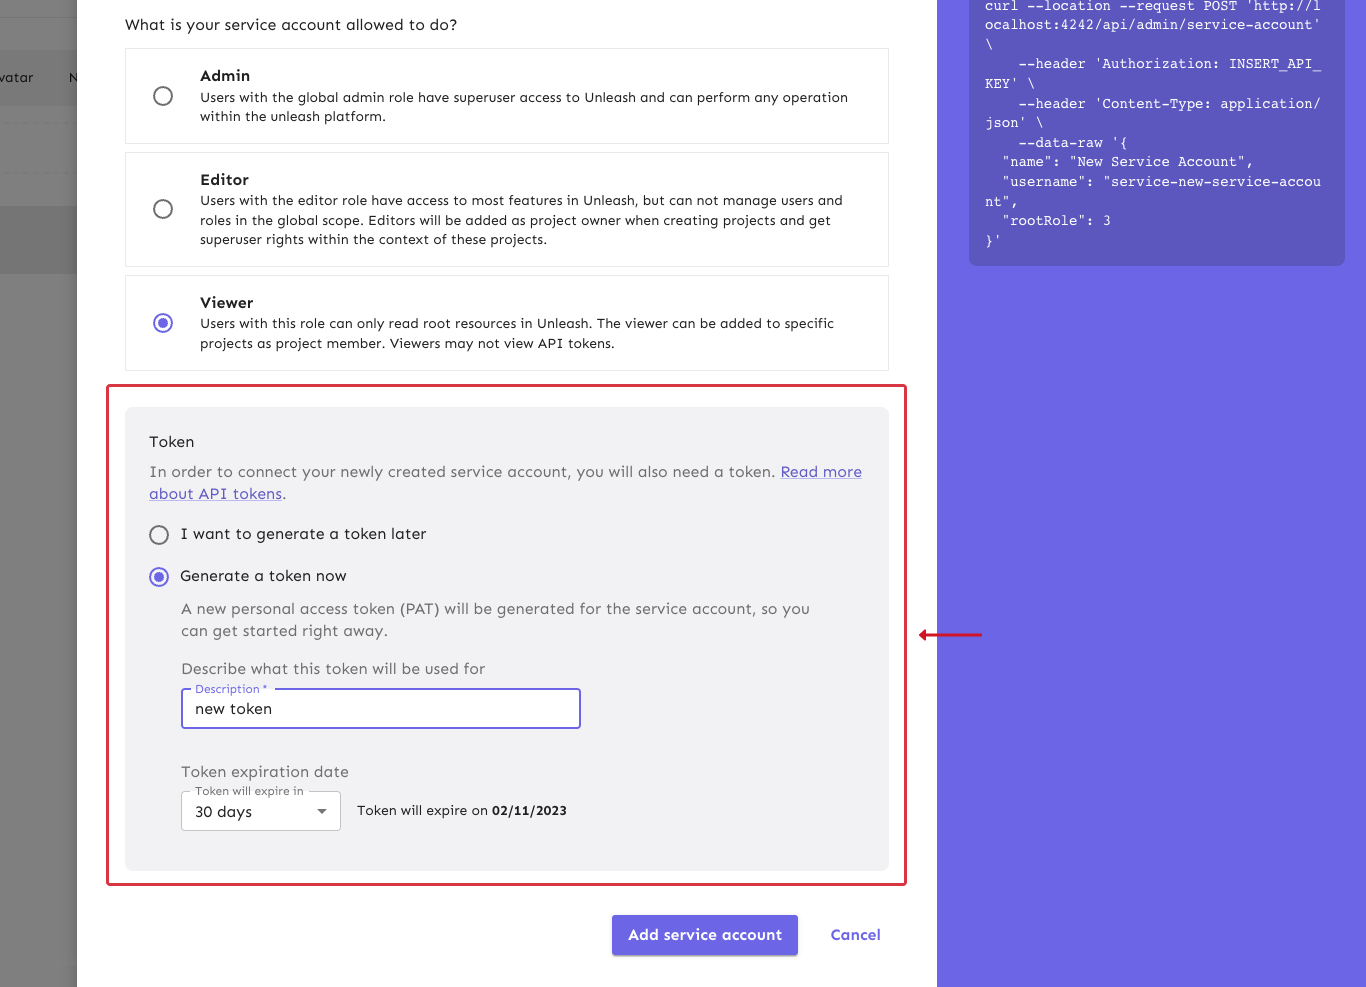 What is your service account allowed to do?
Admin
Users with the global admin role have superuser access to Unleash and can perform any operation
within the unleash platform.
Editor
Users with the editor role have access to most features in Unleash, but can not manage users and
roles in the global scope. Editors will be added as project owner when creating projects and get
superuser rights within the context of these projects.
Viewer
Users with this role can only read root resources in Unleash. The viewer can be added to specific
projects as project member. Viewers may not view API tokens.
Token
In order to connect your newly created service account, you will also need a token. Read more
about API tokens.
I want to generate a token later
Generate a token now
A new personal access token (PAT) will be generated for the service account, so you
can get started right away.
Describe what this token will be used for
Description *
new token
Token expiration date
Token will expire in
30 days
Token will expire on 02/11/2023
Add service account
Cancel
curl --location --request POST 'http://l
ocalhost:4242/api/admin/service-account'
\
--header 'Authorization: INSERT_API_
KEY' \
--header 'Content-Type: application/
json' \
--data-raw '{
"name": "New Service Account",
"username": "service-new-service-accou
nt",
"rootRole": 3
}'